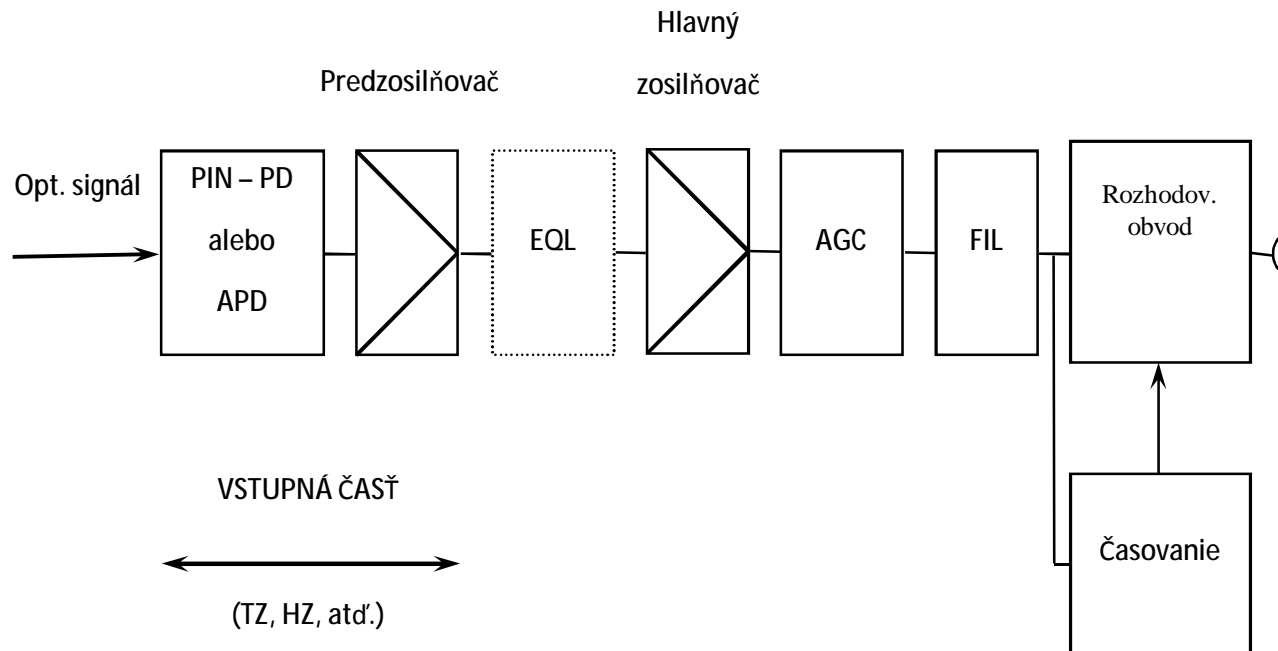 Hlavný
zosilňovač
Predzosilňovač
Opt. signál
PIN – PD
alebo
APD
EQL
AGC
FIL
Rozhodov.
obvod
VSTUPNÁ ČASŤ
(TZ, HZ, atď.)
Časovanie